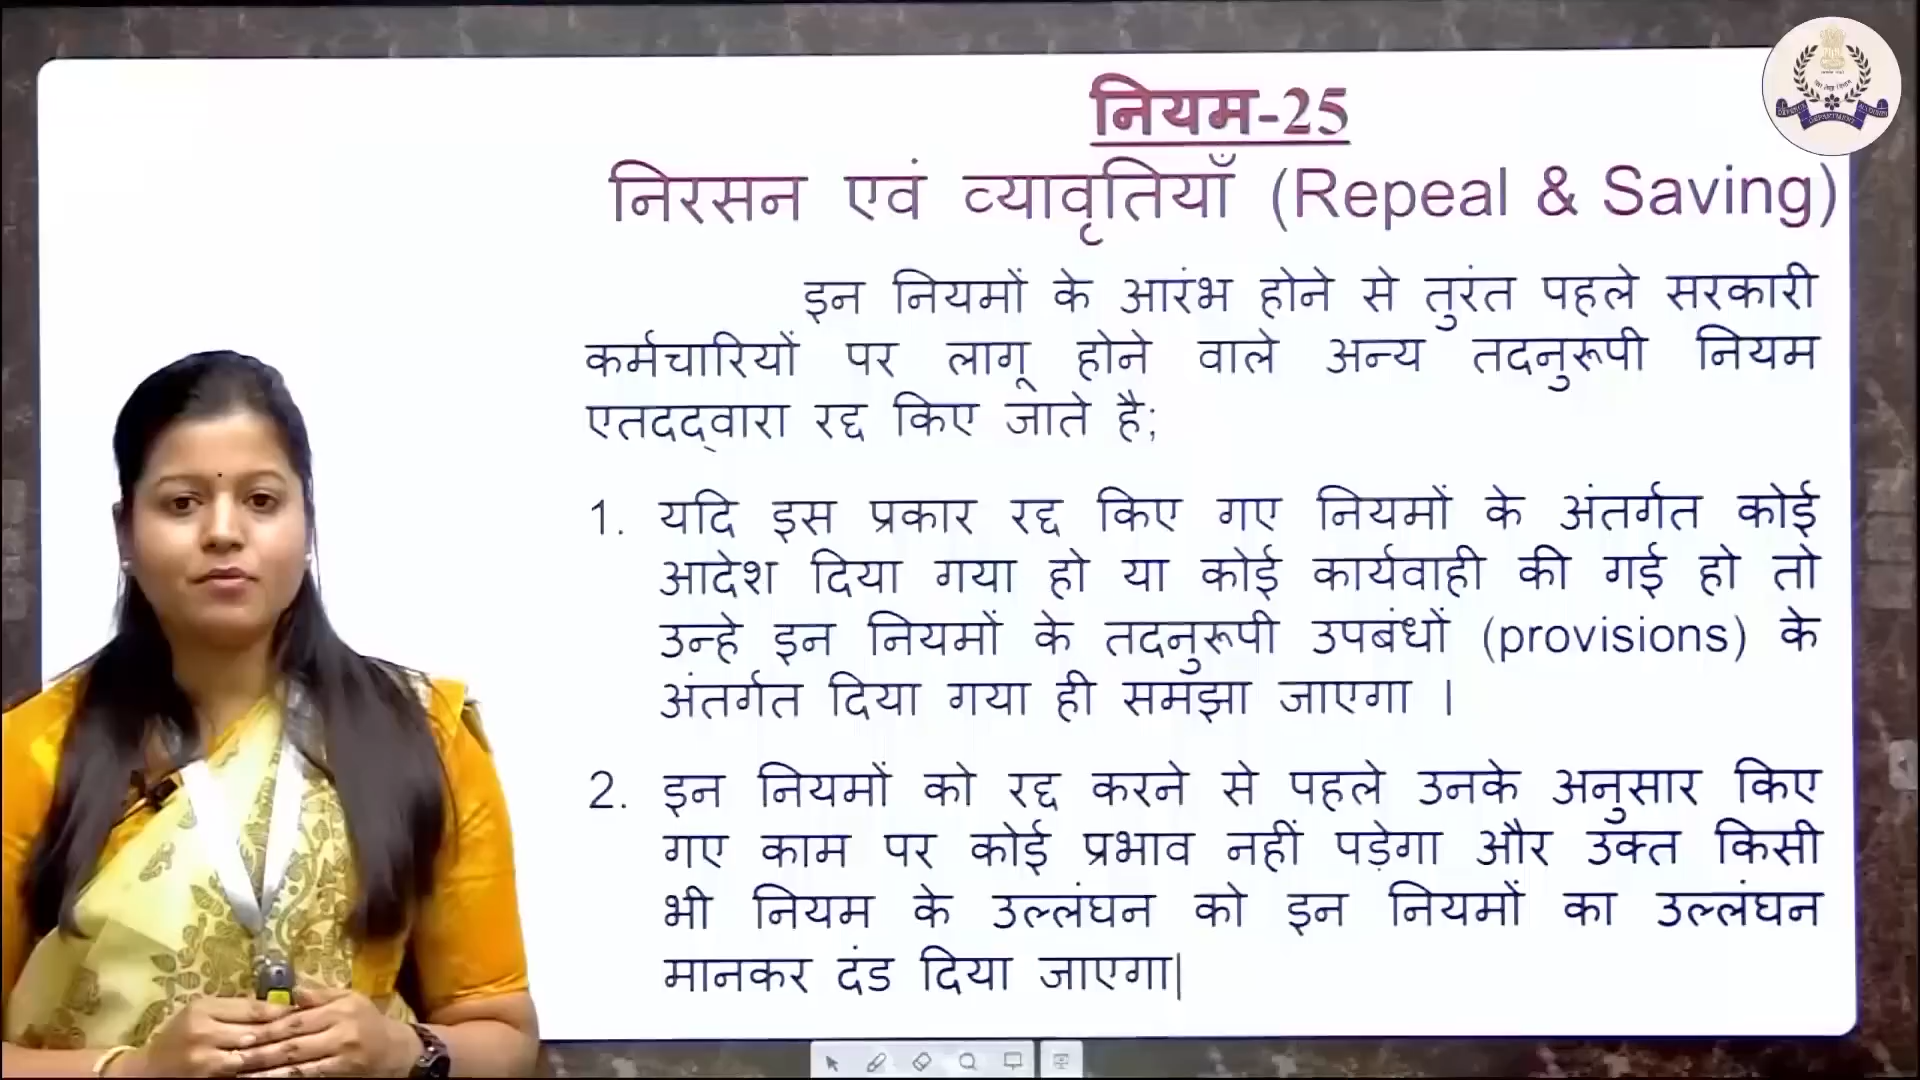 नियम-25
निरसन एवं व्यावृतियाँ (Repeal & Saving)
इन नियमों के आरंभ होने से तुरंत पहले सरकारी
कर्मचारियों पर लागू होने वाले अन्य तदनुरूपी नियम
एतदद्वारा रद्द किए जाते है;
1. यदि इस प्रकार रद्द किए गए नियमों के अंतर्गत कोई
आदेश दिया गया हो या कोई कार्यवाही की गई हो तो
उन्हे इन नियमों के तदनुरूपी उपबंधों (provisions) के
अंतर्गत दिया गया ही समझा जाएगा ।
2. इन नियमों को रद्द करने से पहले उनके अनुसार किए
गए काम पर कोई प्रभाव नहीं पड़ेगा और उक्त किसी
भी नियम के उल्लंघन को इन नियमों का उल्लंघन
मानकर दंड दिया जाएगा|